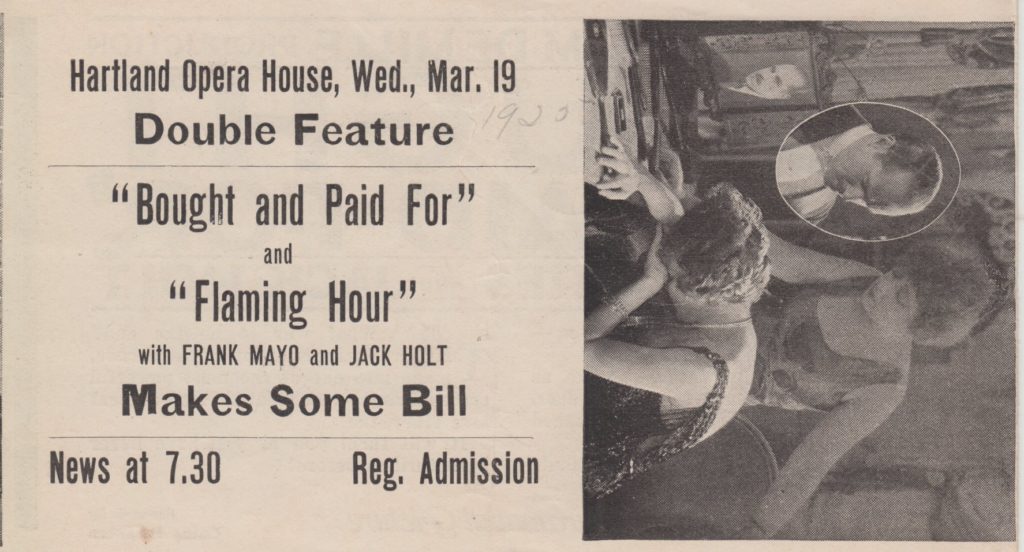 Hartland Opera House, Wed., Mar. 19
Double Feature
"Bought and Paid For"
and
"Flaming Hour"
with FRANK MAYO and JACK HOLT
Makes Some Bill
News at 7.30 Reg. Admission